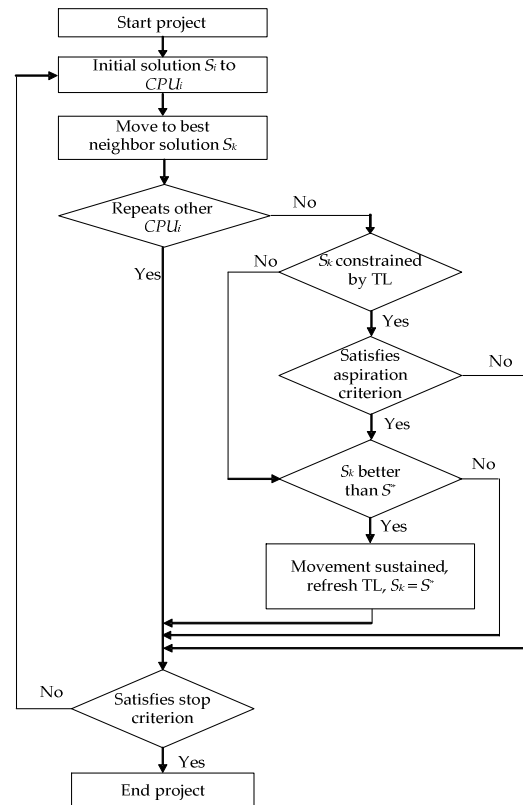 Start project
Initial solution Si to
CPUi
Move to best
neighbor solution Sk
Repeats other
CPUi
No
Yes
Sk constrained
by TL
No
Yes
Satisfies
aspiration
criterion
No
Yes
Sk better
than S*
No
Yes
Movement sustained,
refresh TL, Sk = S*
Satisfies stop
criterion
No
Yes
End project